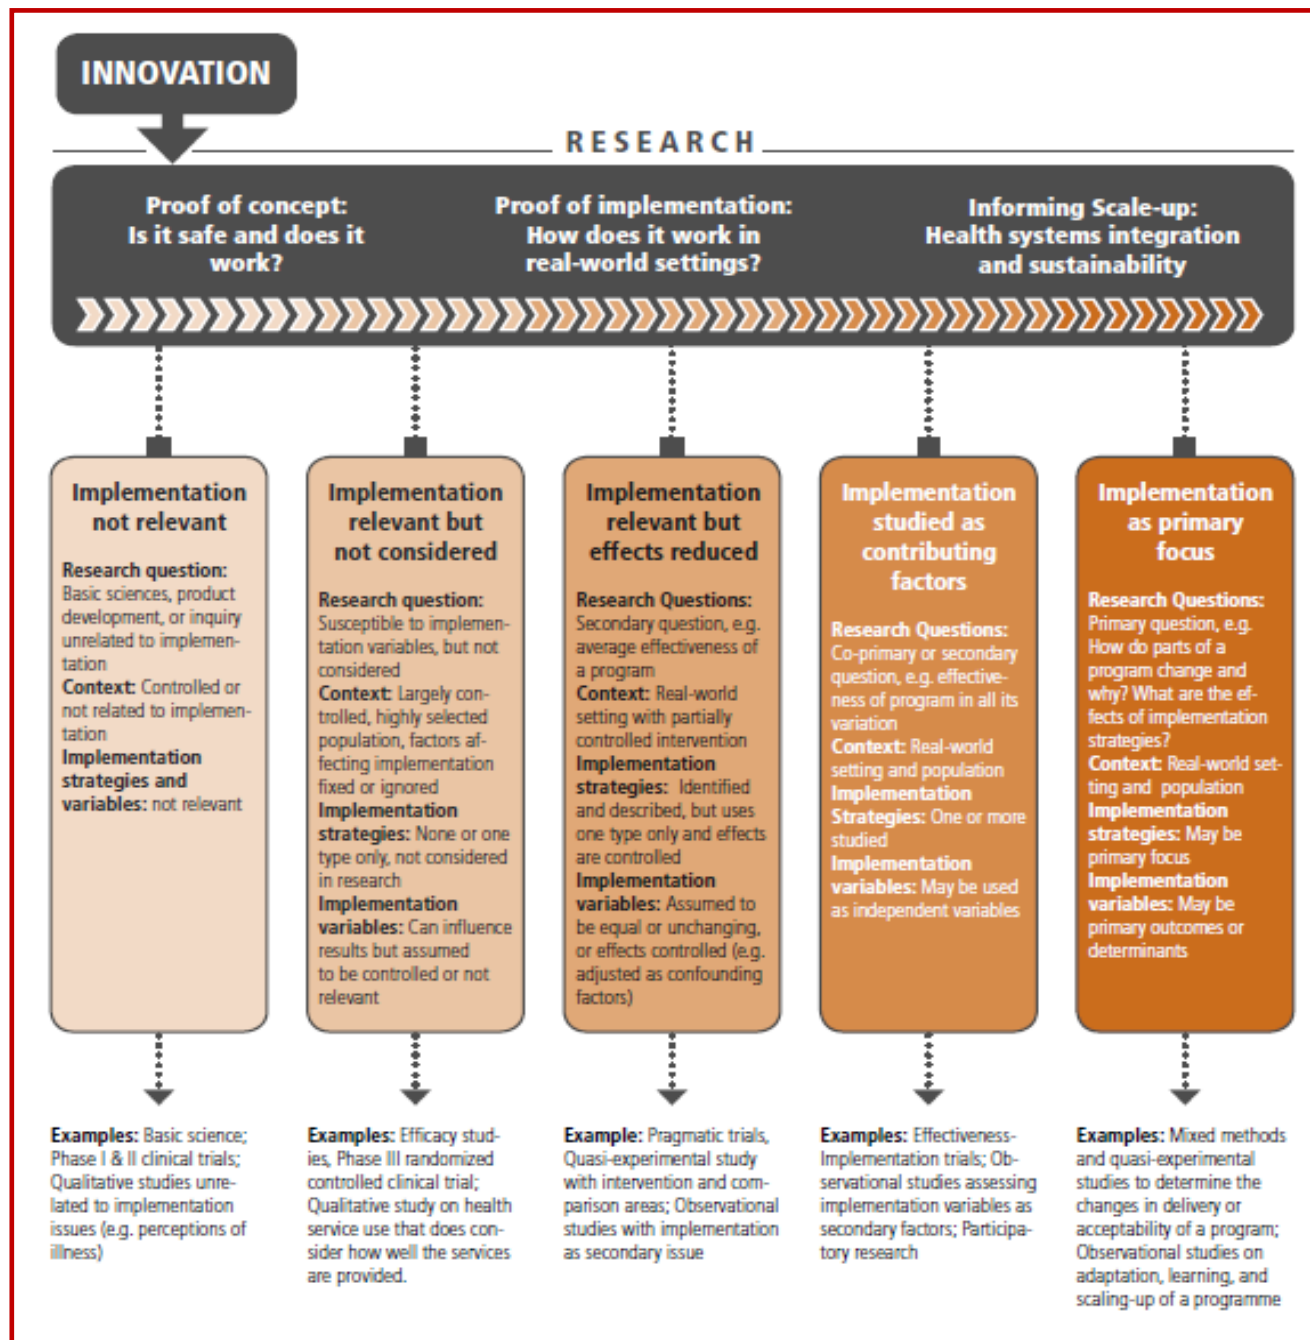 INNOVATION
RESEARCH
Proof of concept:
Is it safe and does it
work?
Proof of implementation:
How does it work in
real-world settings?
Informing Scale-up:
Health systems integration
and sustainability
Implementation
not relevant
Research question:
Basic sciences, product
development, or inquiry
unrelated to implemen-
tation
Context: Controlled or
not related to implemen-
tation
Implementation
strategies and
variables: not relevant
Implementation
relevant but
not considered
Research question:
Susceptible to implemen-
tation variables, but not
considered
Context: Largely con-
trolled, highly selected
population, factors af-
fecting implementation
fixed or ignored
Implementation
strategies: None or one
type only, not considered
in research
Implementation
variables: Can influence
results but assumed
to be controlled or not
relevant
Implementation
relevant but
effects reduced
Research Questions:
Secondary question, e.g.
average effectiveness of
a program
Context: Real-world
setting with partially
controlled intervention
Implementation
strategies: Identified
and described, but uses
one type only and effects
are controlled
Implementation
variables: Assumed to
be equal or unchanging,
or effects controlled (e.g.
adjusted as confounding
factors)
Implementation
studied as
contributing
factors
Research Questions:
Co-primary or secondary
question, e.g. effective-
ness of program in all its
variation
Context: Real-world
setting and population
Implementation
Strategies: One or more
studied
Implementation
variables: May be used
as independent variables
Implementation
as primary
focus
Research Questions:
Primary question, e.g.
How do parts of a
program change and
why? What are the ef-
fects of implementation
strategies?
Context: Real-world set-
ting and population
Implementation
strategies: May be
primary focus
Implementation
variables: May be
primary outcomes or
determinants
Examples: Basic science;
Phase I & II clinical trials;
Qualitative studies unre-
lated to implementation
issues (e.g. perceptions of
illness)
Examples: Efficacy stud-
ies, Phase III randomized
controlled clinical trial;
Qualitative study on health
service use that does con-
sider how well the services
are provided.
Example: Pragmatic trials,
Quasi-experimental study
with intervention and com-
parison areas; Observational
studies with implementation
as secondary issue
Examples: Effectiveness-
Implementation trials; Ob-
servational studies assessing
implementation variables as
secondary factors; Participa-
tory research
Examples: Mixed methods
and quasi-experimental
studies to determine the
changes in delivery or
acceptability of a program;
Observational studies on
adaptation, learning, and
scaling-up of a programme